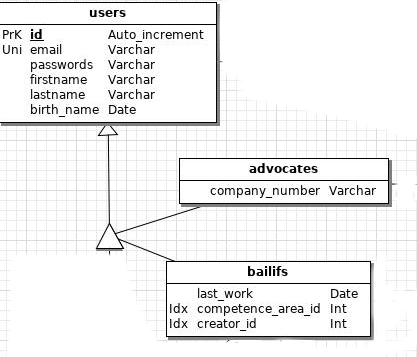 users
PrK id Auto_increment
Uni email Varchar
passwords Varchar
firstname Varchar
lastname Varchar
birth_name Date
advocates
company_number Varchar
bailifs
last_work Date
Idx competence_area_id Int
Idx creator_id Int